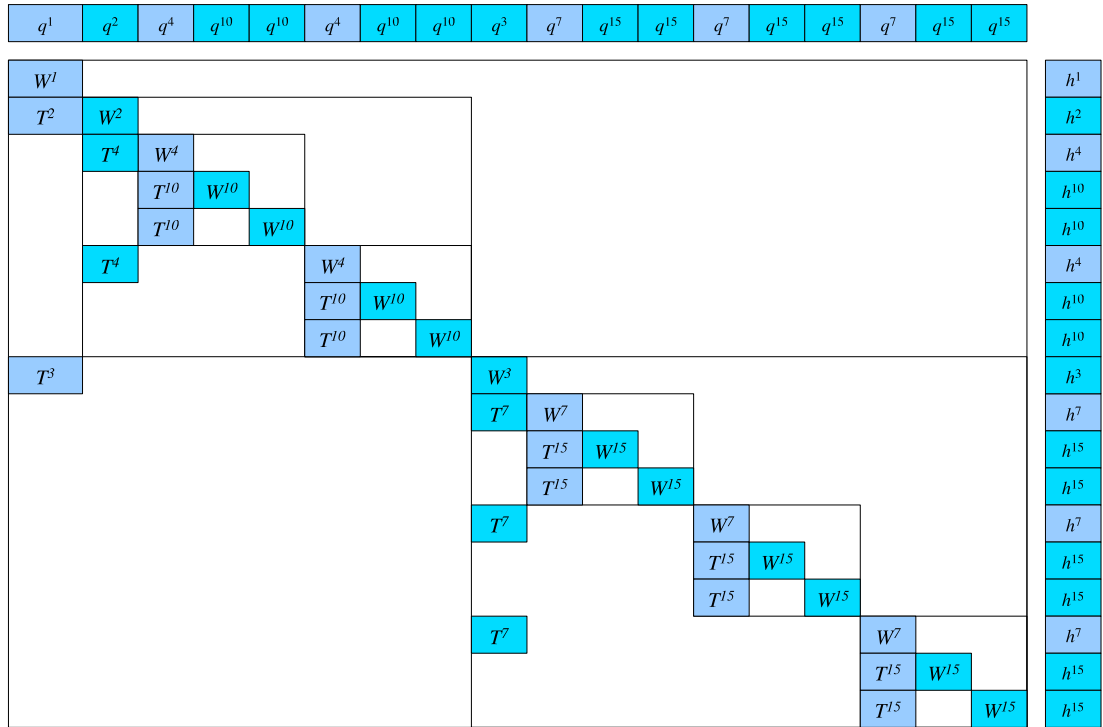 q¹ q² q⁴ q¹⁰ q¹⁰ q⁴ q¹⁰ q¹⁰ q³ q⁷ q¹⁵ q¹⁵ q⁷ q¹⁵ q¹⁵ q⁷ q¹⁵ q¹⁵
W¹ h¹
T² W² h²
T⁴ W⁴ h⁴
T¹⁰ W¹⁰ h¹⁰
T¹⁰ W¹⁰ h¹⁰
T⁴ W⁴ h⁴
T¹⁰ W¹⁰ h¹⁰
T¹⁰ W¹⁰ h¹⁰
T³ W³ h³
T⁷ W⁷ h⁷
T¹⁵ W¹⁵ h¹⁵
T¹⁵ W¹⁵ h¹⁵
T⁷ W⁷ h⁷
T¹⁵ W¹⁵ h¹⁵
T¹⁵ W¹⁵ h¹⁵
T⁷ W⁷ h⁷
T¹⁵ W¹⁵ h¹⁵
T¹⁵ W¹⁵ h¹⁵